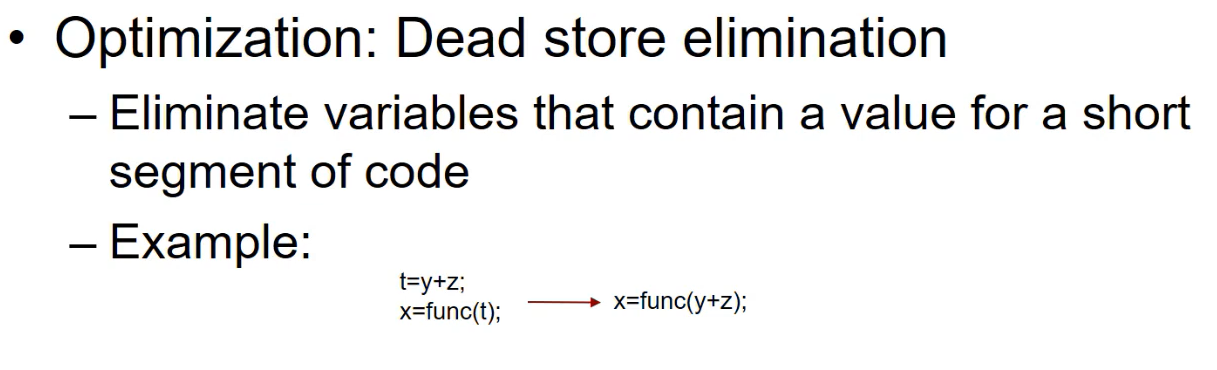 • Optimization: Dead store elimination
– Eliminate variables that contain a value for a short
segment of code
– Example:
t=y+z;
x=func(t);
x=func(y+z);